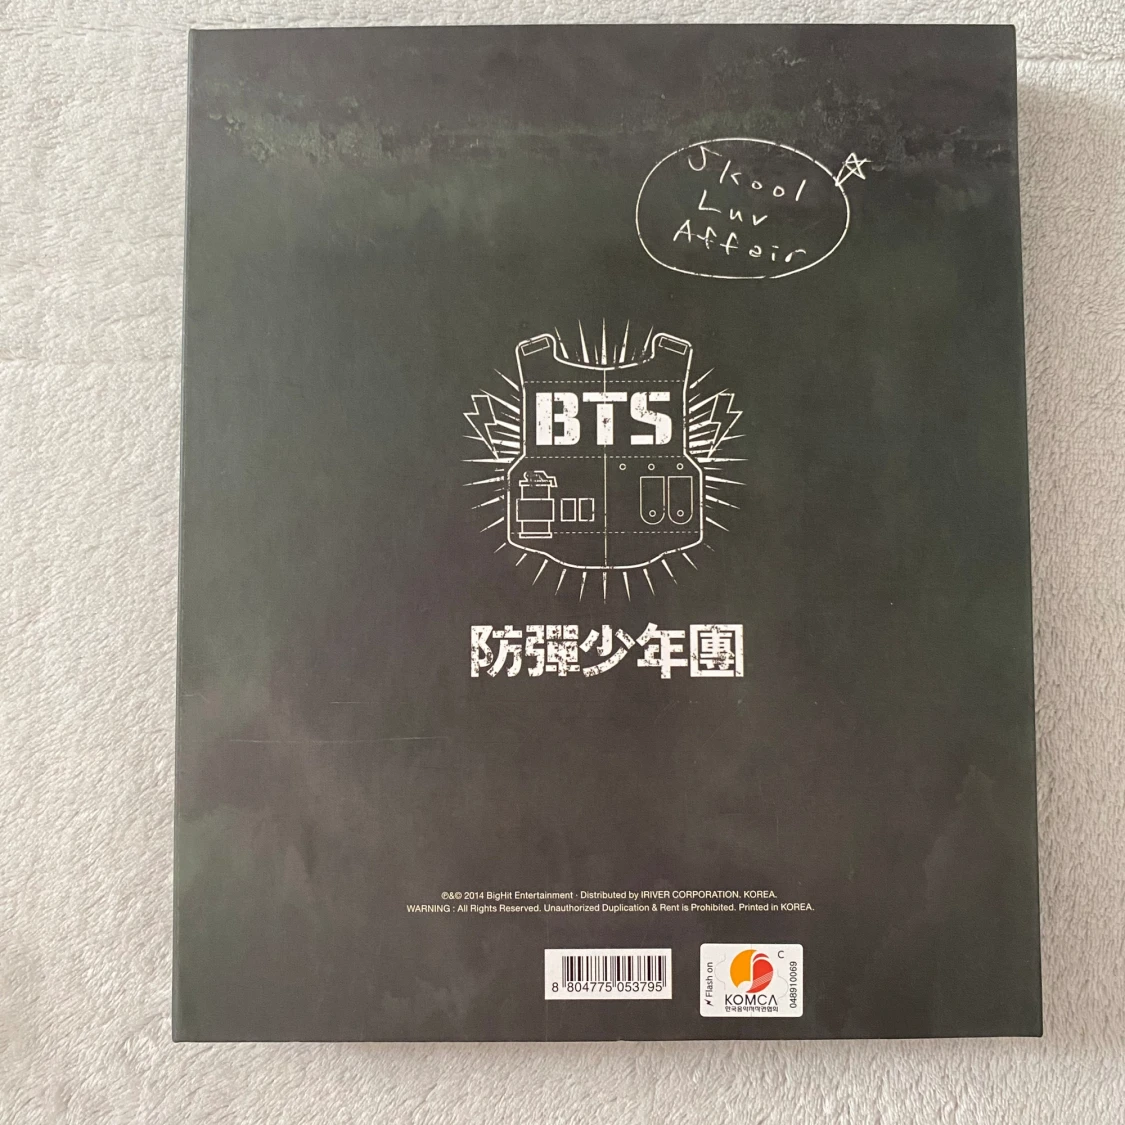 Skool
Luv
Affair
BTS
防彈少年團
℗&© 2014 BigHit Entertainment · Distributed by IRIVER CORPORATION, KOREA.
WARNING : All Rights Reserved. Unauthorized Duplication & Rent is Prohibited. Printed in KOREA.
8 804775 053795
Flash on
C
KOMCA
한국음악저작권협회
048910069